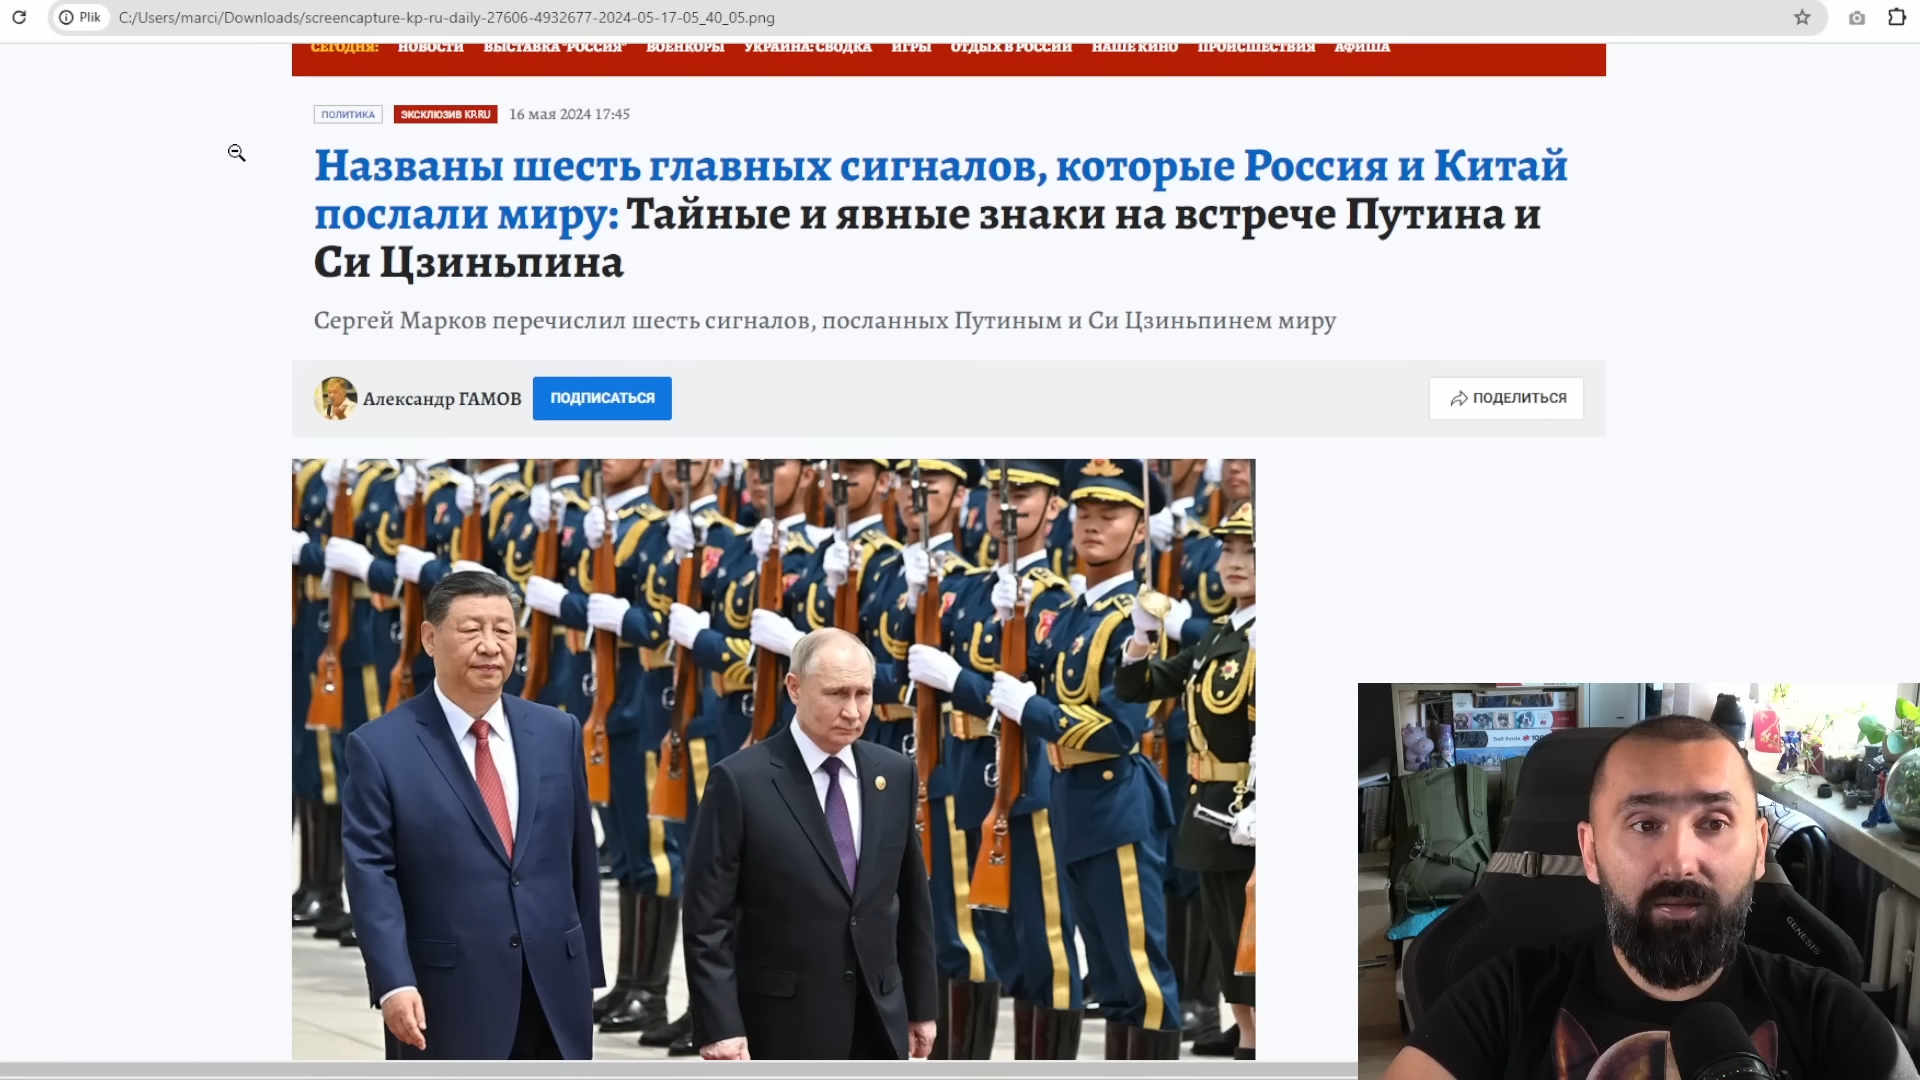 Plik
C:/Users/marci/Downloads/screencapture-kp-ru-daily-27606-4932677-2024-05-17-05_40_05.png
СЕГОДНЯ: НОВОСТИ ВЫСТАВКА "РОССИЯ" ВОЕНКОРЫ УКРАИНА: СВОДКА ИГРЫ ОТДЫХ В РОССИИ НАШЕ КИНО ПРОИСШЕСТВИЯ АФИША
ПОЛИТИКА ЭКСКЛЮЗИВ KP.RU 16 мая 2024 17:45
Названы шесть главных сигналов, которые Россия и Китай
послали миру: Тайные и явные знаки на встрече Путина и
Си Цзиньпина
Сергей Марков перечислил шесть сигналов, посланных Путиным и Си Цзиньпинем миру
Александр ГАМОВ ПОДПИСАТЬСЯ ПОДЕЛИТЬСЯ
GENESIS